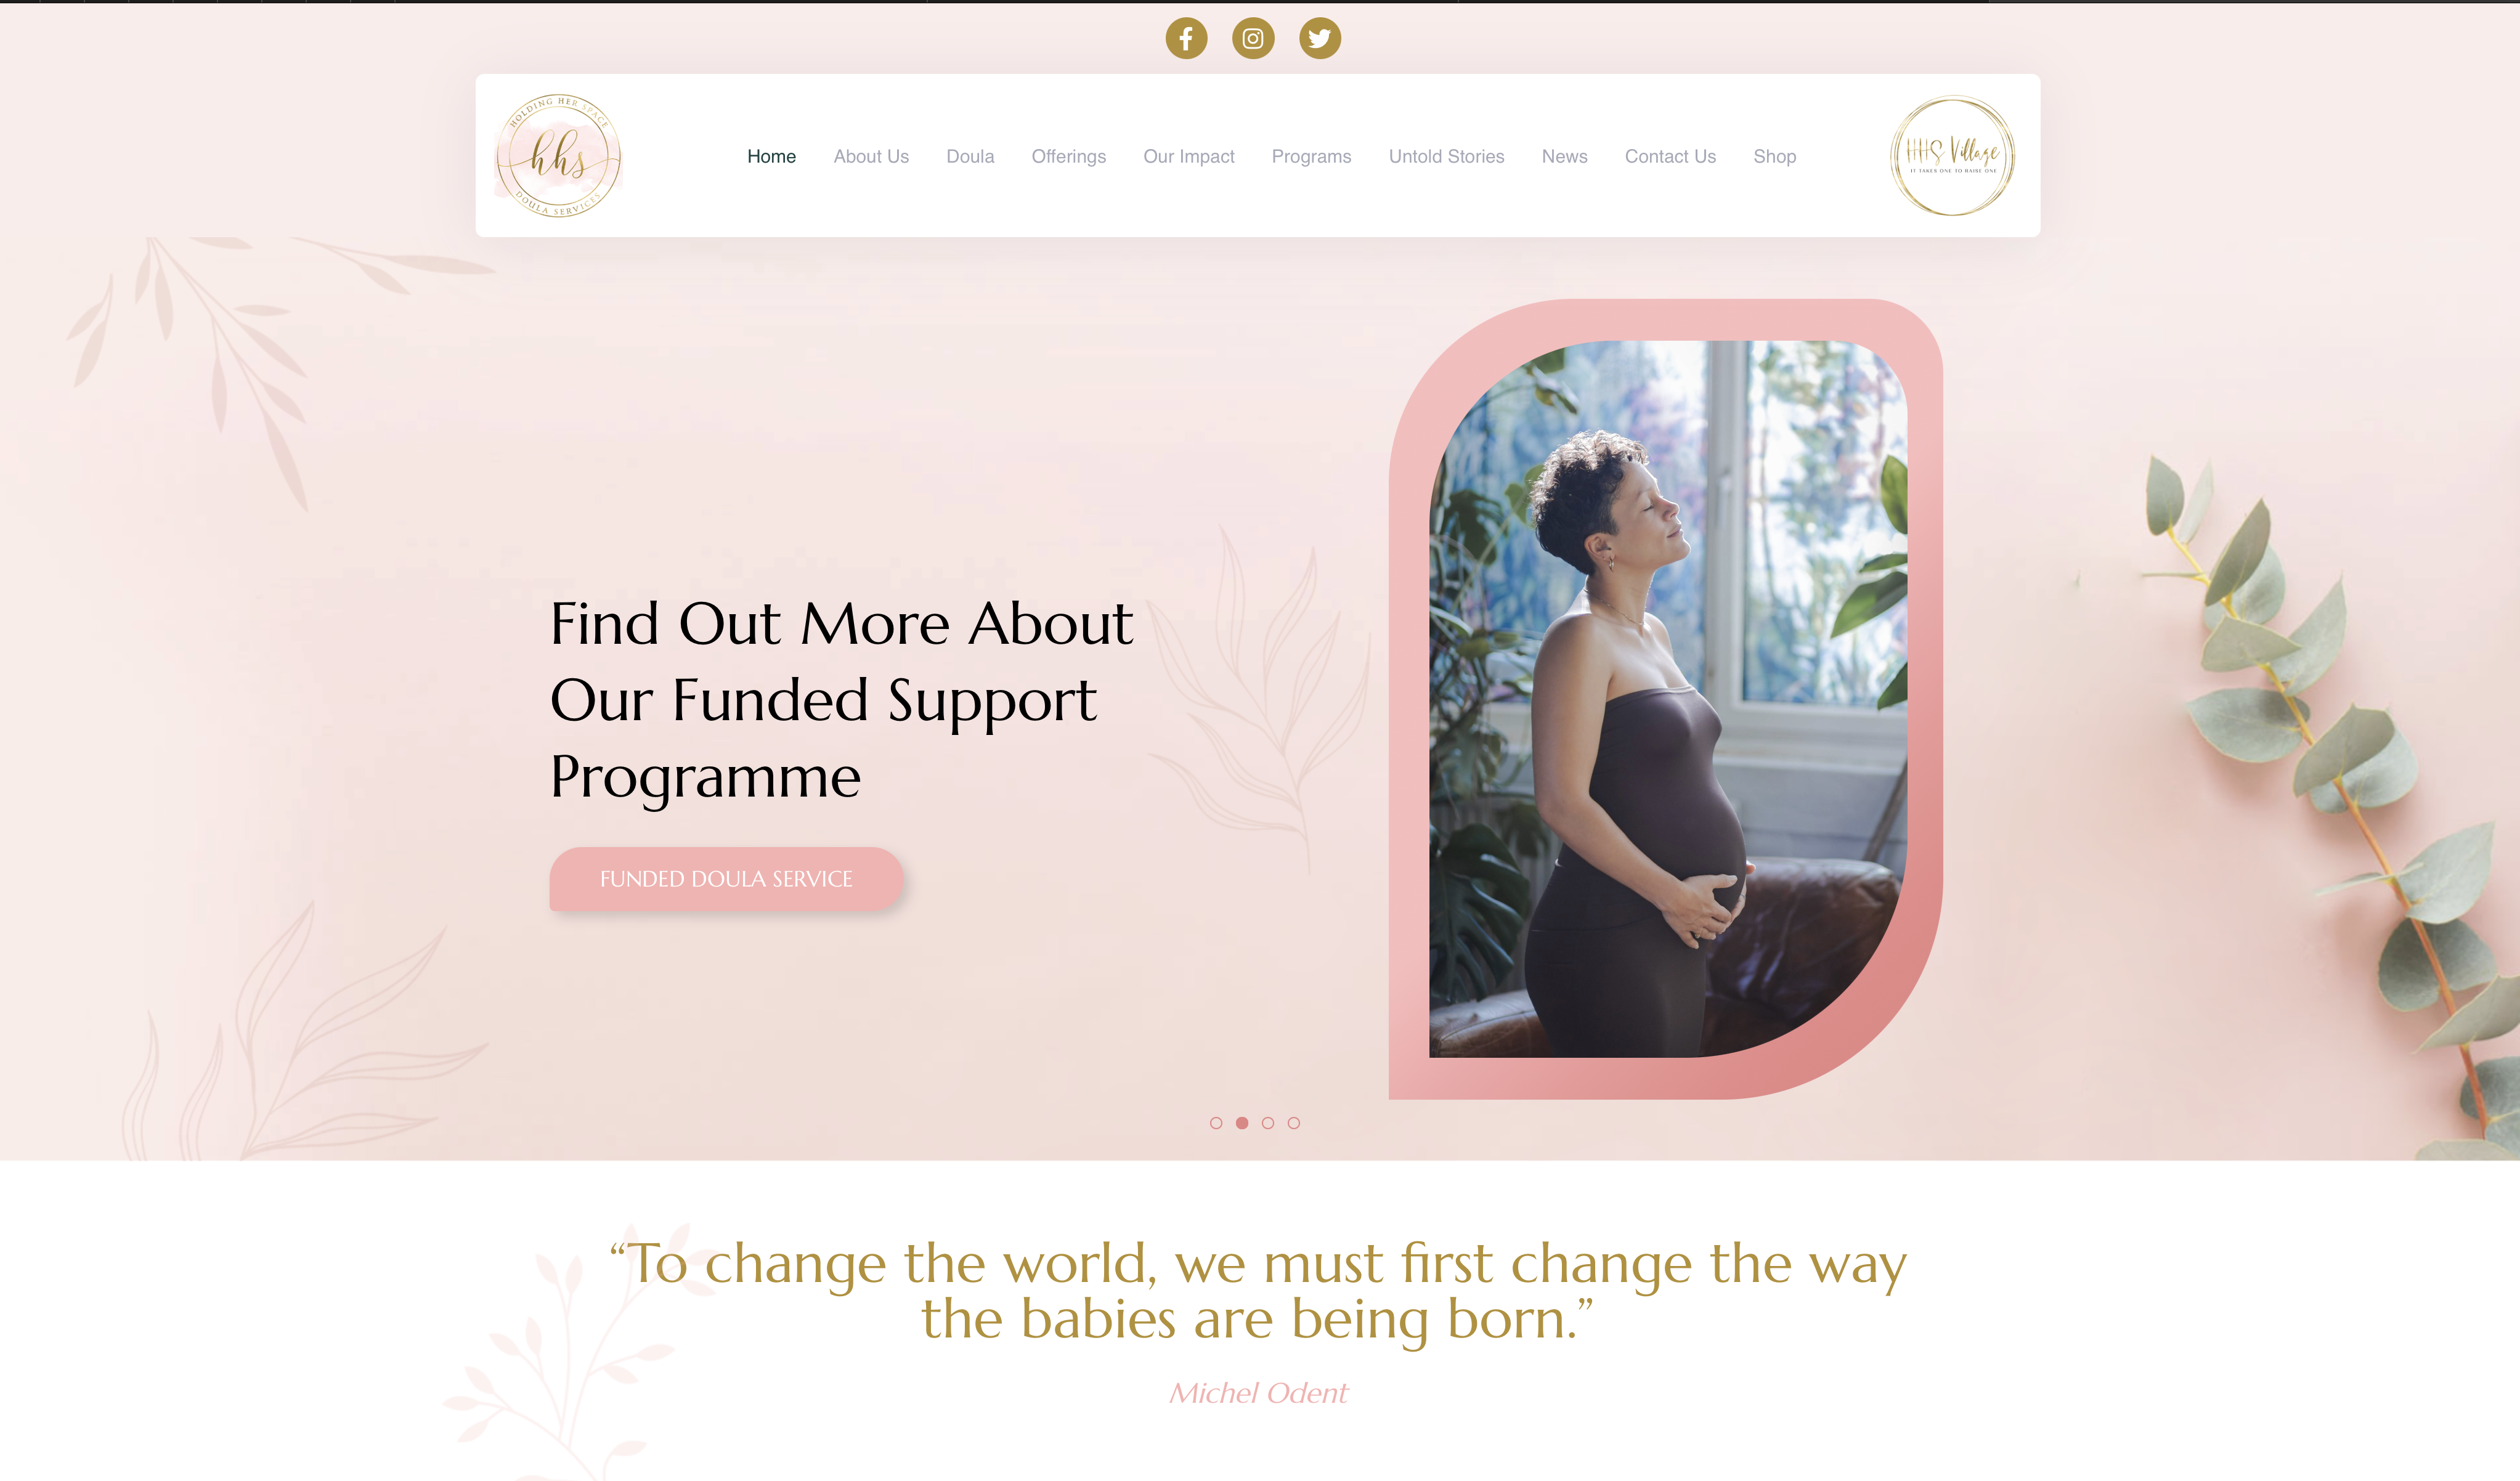 HOLDING HER SPACE
hhs
DOULA SERVICES
Home
About Us
Doula
Offerings
Our Impact
Programs
Untold Stories
News
Contact Us
Shop
HHS Village
IT TAKES ONE TO RAISE ONE
Find Out More About
Our Funded Support
Programme
FUNDED DOULA SERVICE
“To change the world, we must first change the way
the babies are being born.”
Michel Odent